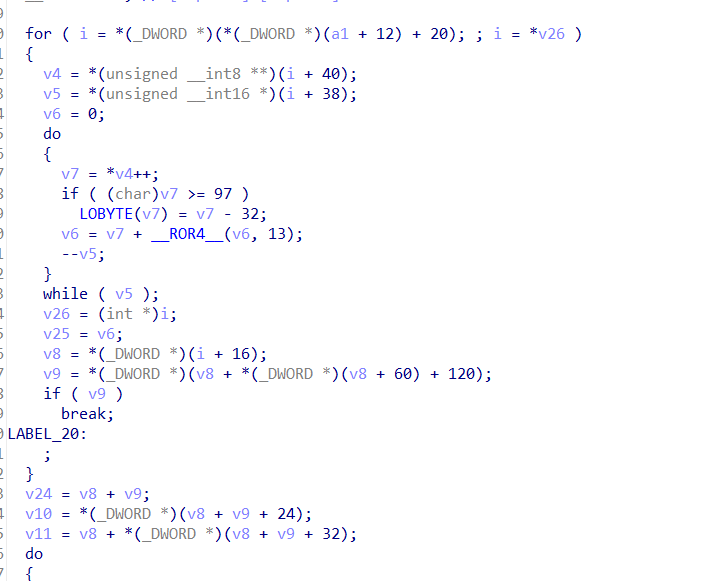 for ( i = *(_DWORD *)(*(_DWORD *)(a1 + 12) + 20); ; i = *v26 )
{
v4 = *(unsigned __int8 **)(i + 40);
v5 = *(unsigned __int16 *)(i + 38);
v6 = 0;
do
{
v7 = *v4++;
if ( (char)v7 >= 97 )
LOBYTE(v7) = v7 - 32;
v6 = v7 + __ROR4__(v6, 13);
--v5;
}
while ( v5 );
v26 = (int *)i;
v25 = v6;
v8 = *(_DWORD *)(i + 16);
v9 = *(_DWORD *)(v8 + *(_DWORD *)(v8 + 60) + 120);
if ( v9 )
break;
LABEL_20:
;
}
v24 = v8 + v9;
v10 = *(_DWORD *)(v8 + v9 + 24);
v11 = v8 + *(_DWORD *)(v8 + v9 + 32);
do
{